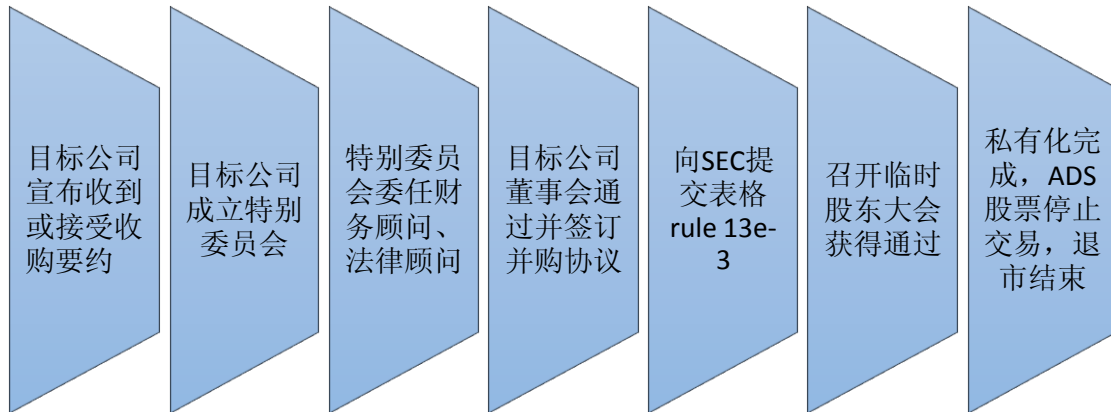 目标公司
宣布收到
或接受收
购要约
目标公司
成立特别
委员会
特别委员
会委任财
务顾问、
法律顾问
目标公司
董事会通
过并签订
并购协议
向SEC提
交表格
rule 13e-
3
召开临时
股东大会
获得通过
私有化完
成，ADS
股票停止
交易，退
市结束